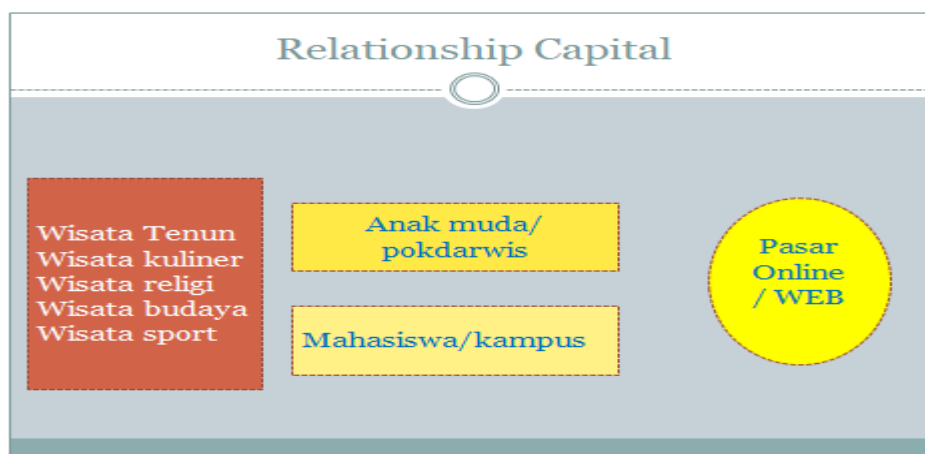 Relationship Capital
Wisata Tenun
Wisata kuliner
Wisata religi
Wisata budaya
Wisata sport
Anak muda/
pokdarwis
Mahasiswa/kampus
Pasar
Online
/ WEB